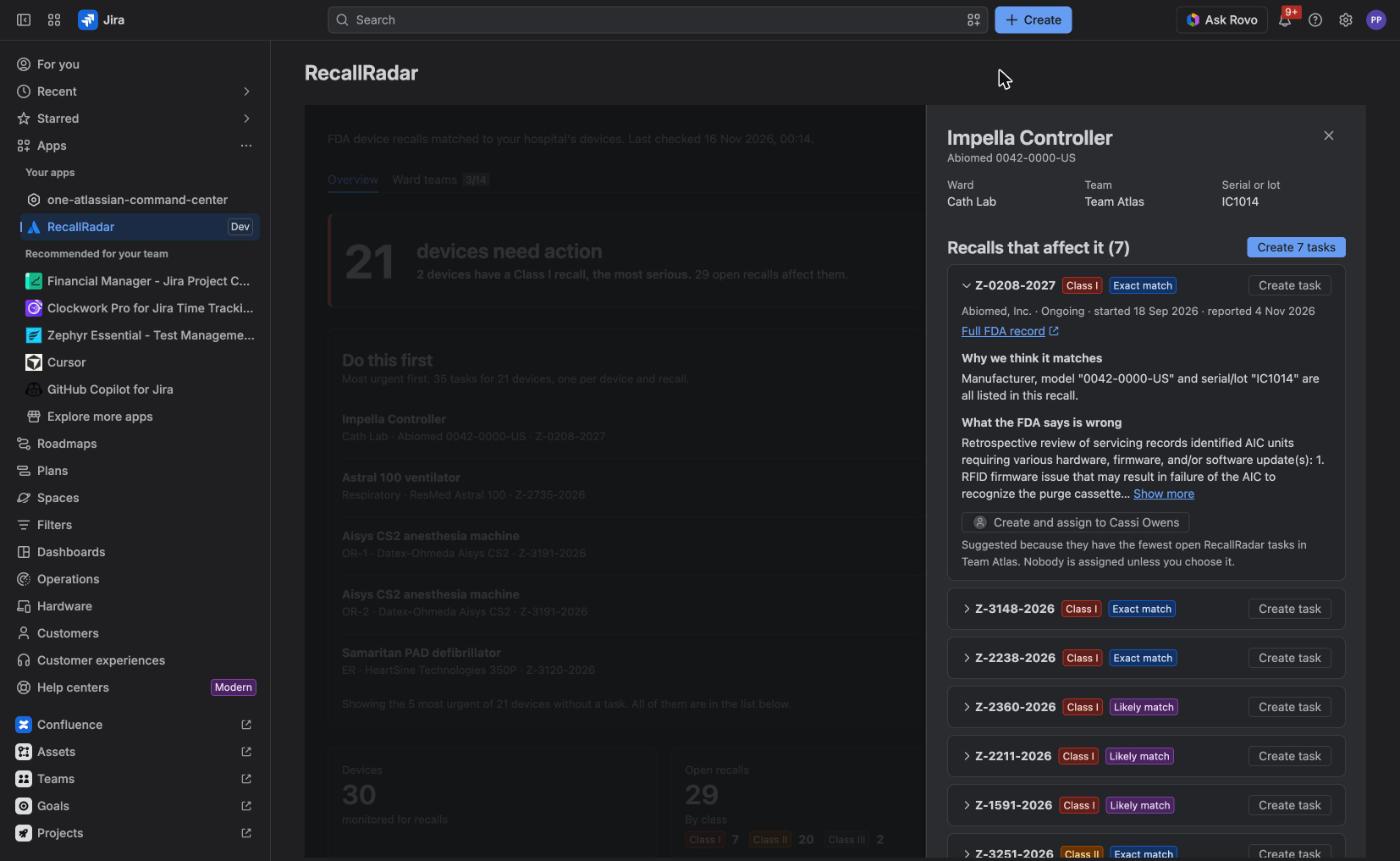 Jira
Search
Create
Ask Rovo
9+
PP
For you
Recent
Starred
Apps
Your apps
one-atlassian-command-center
RecallRadar
Dev
Recommended for your team
Financial Manager - Jira Project C...
Clockwork Pro for Jira Time Tracki...
Zephyr Essential - Test Manageme...
Cursor
GitHub Copilot for Jira
Explore more apps
Roadmaps
Plans
Spaces
Filters
Dashboards
Operations
Hardware
Customers
Customer experiences
Help centers
Modern
Confluence
Assets
Teams
Goals
Projects
RecallRadar
FDA device recalls matched to your hospital's devices. Last checked 16 Nov 2026, 00:14.
Overview
Ward teams 3/14
21
devices need action
2 devices have a Class I recall, the most serious. 29 open recalls affect them.
Do this first
Most urgent first. 35 tasks for 21 devices, one per device and recall.
Impella Controller
Cath Lab · Abiomed 0042-0000-US · Z-0208-2027
Astral 100 ventilator
Respiratory · ResMed Astral 100 · Z-2735-2026
Aisys CS2 anesthesia machine
OR-1 · Datex-Ohmeda Aisys CS2 · Z-3191-2026
Aisys CS2 anesthesia machine
OR-2 · Datex-Ohmeda Aisys CS2 · Z-3191-2026
Samaritan PAD defibrillator
ER · HeartSine Technologies 350P · Z-3120-2026
Showing the 5 most urgent of 21 devices without a task. All of them are in the list below.
Devices
30
monitored for recalls
Open recalls
29
By class
Class I 7 Class II 20 Class III 2
Impella Controller
Abiomed 0042-0000-US
Ward Team Serial or lot
Cath Lab Team Atlas IC1014
Recalls that affect it (7)
Create 7 tasks
Z-0208-2027 Class I Exact match Create task
Abiomed, Inc. · Ongoing · started 18 Sep 2026 · reported 4 Nov 2026
Full FDA record
Why we think it matches
Manufacturer, model "0042-0000-US" and serial/lot "IC1014" are
all listed in this recall.
What the FDA says is wrong
Retrospective review of servicing records identified AIC units
requiring various hardware, firmware, and/or software update(s): 1.
RFID firmware issue that may result in failure of the AIC to
recognize the purge cassette... Show more
Create and assign to Cassi Owens
Suggested because they have the fewest open RecallRadar tasks in
Team Atlas. Nobody is assigned unless you choose it.
Z-3148-2026 Class I Exact match Create task
Z-2238-2026 Class I Exact match Create task
Z-2360-2026 Class I Likely match Create task
Z-2211-2026 Class I Likely match Create task
Z-1591-2026 Class I Likely match Create task
Z-3251-2026 Class II Exact match Create task